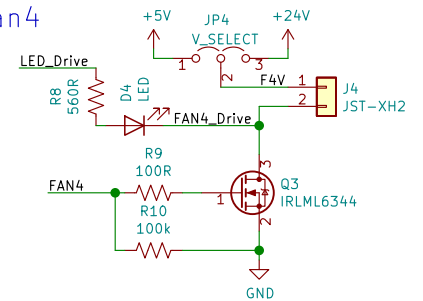 an4
+5V
JP4
+24V
V_SELECT
1
3
2
LED_Drive
F4V
1
J4
2
JST-XH2
R8
560R
D4
LED
FAN4_Drive
R9
100R
3
Q3
FAN4
1
IRLML6344
R10
100k
2
GND